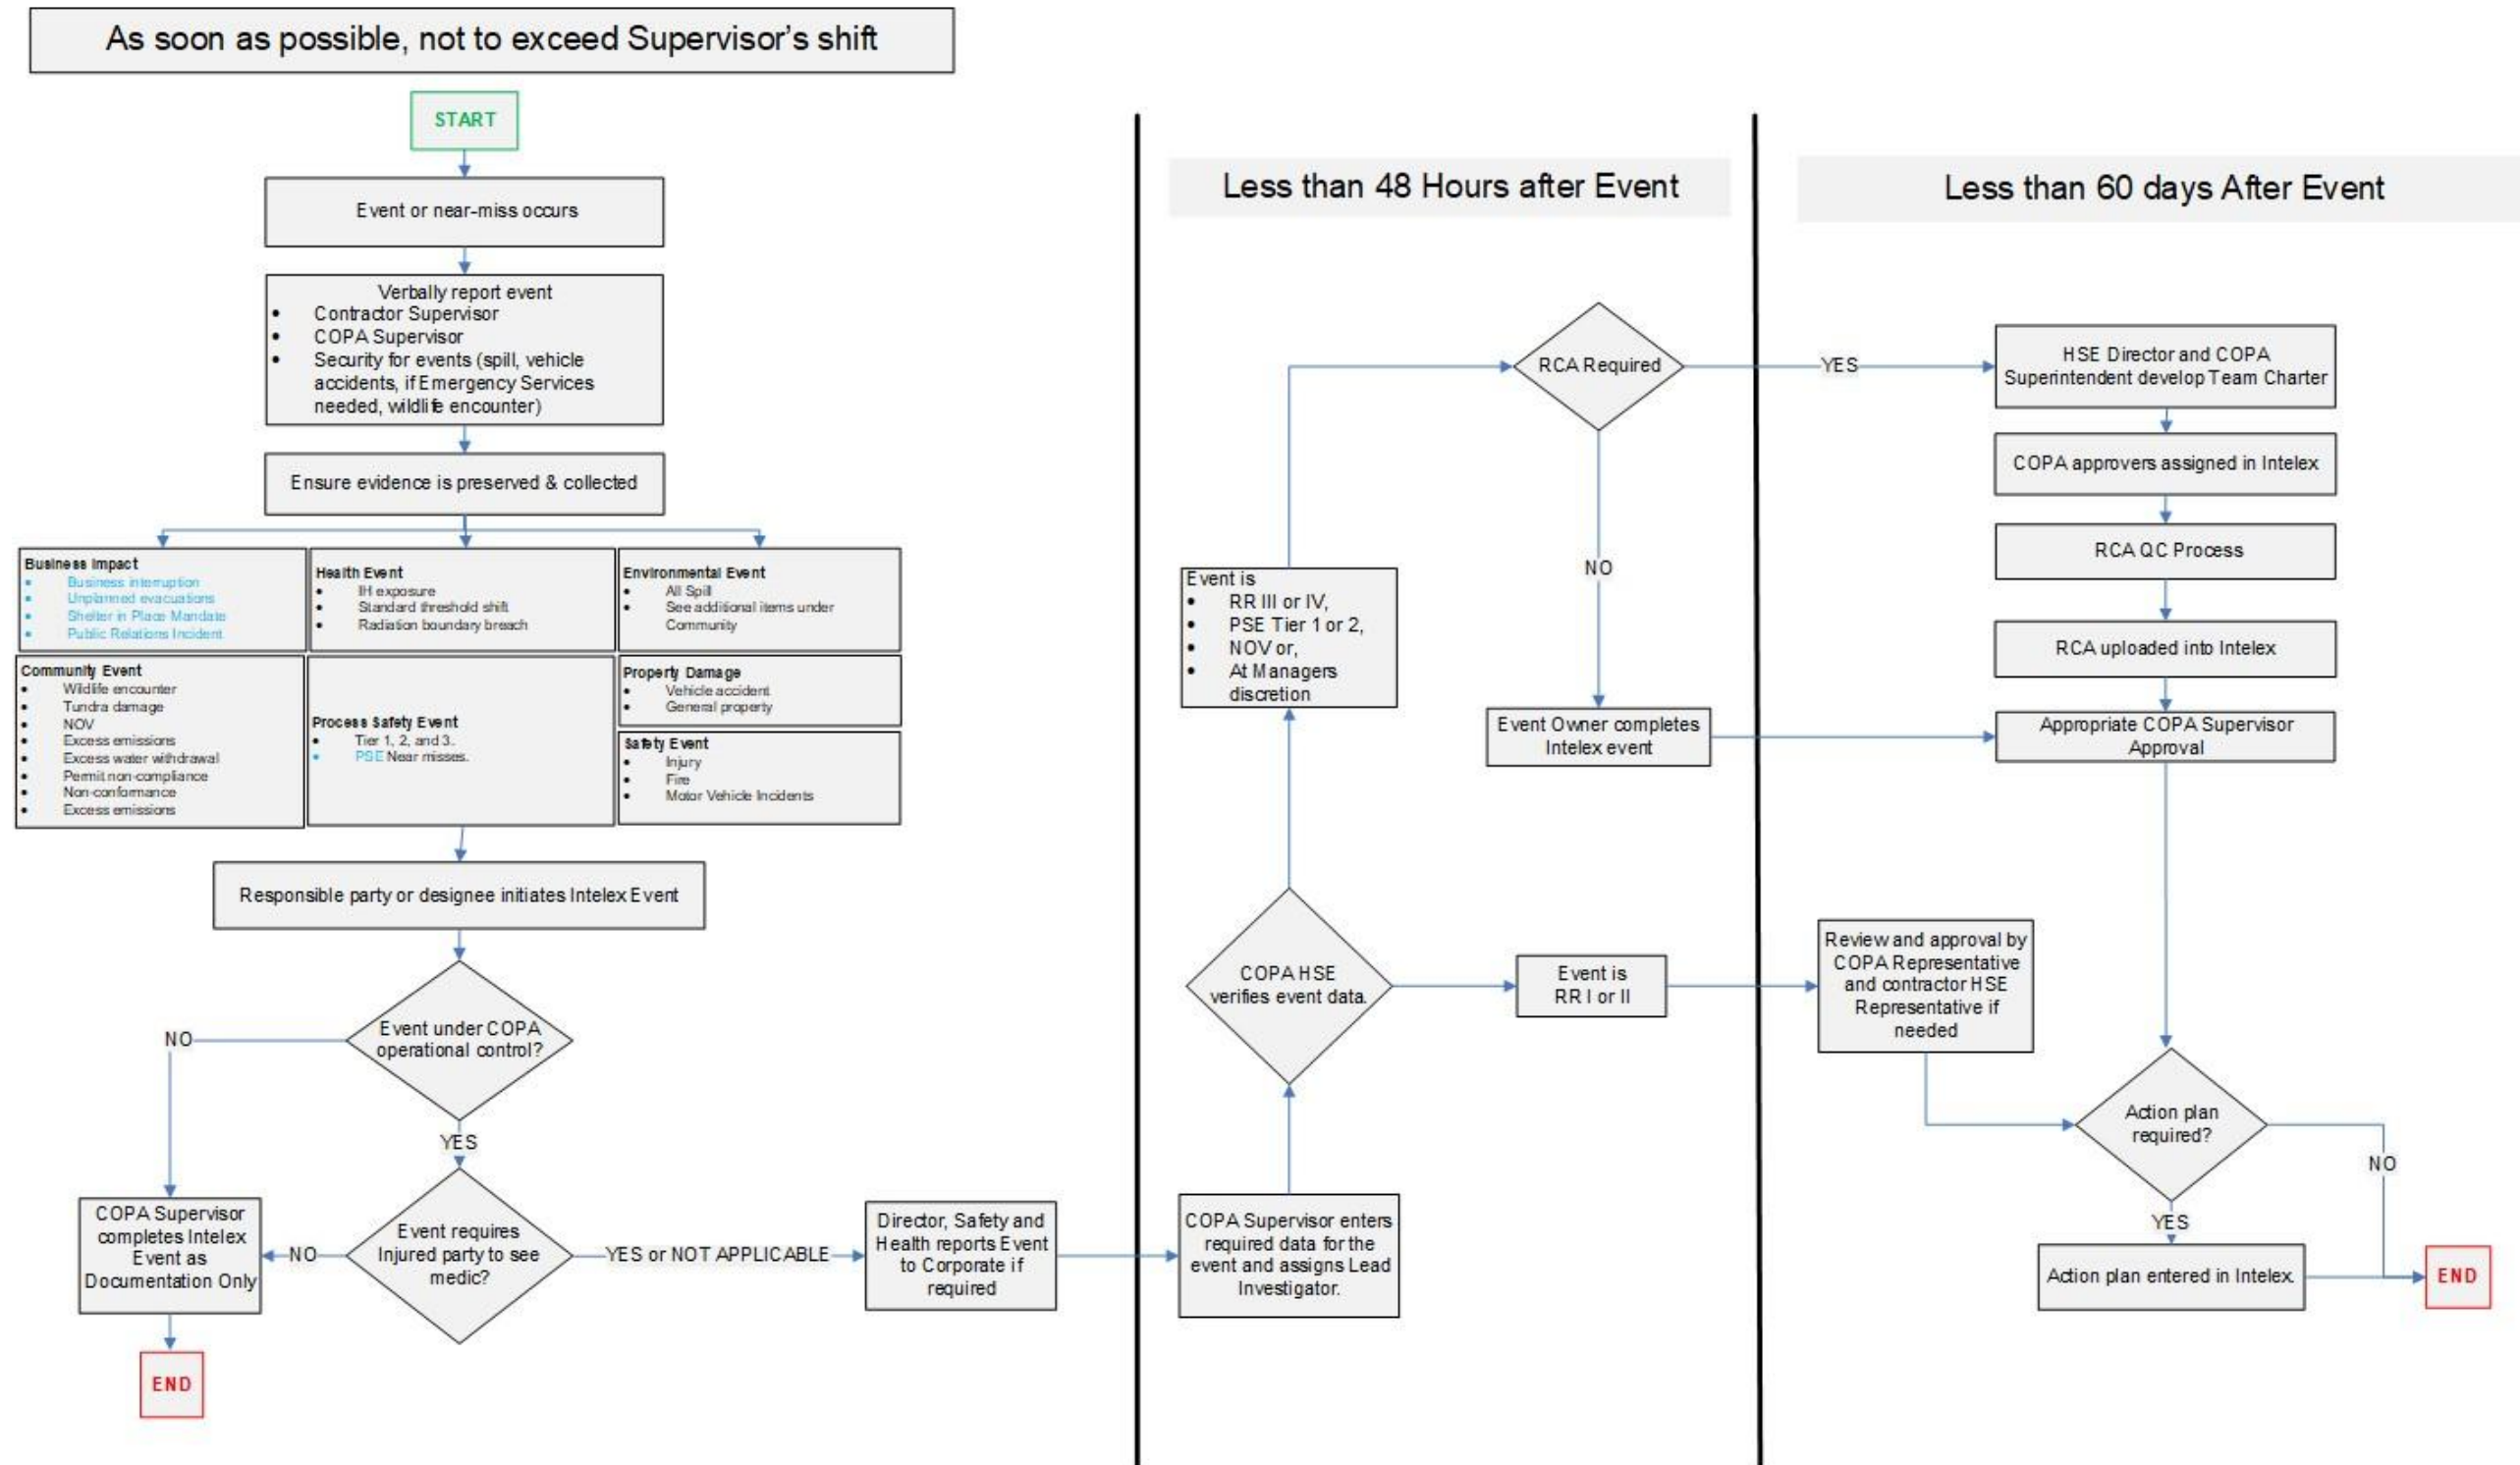 As soon as possible, not to exceed Supervisor's shift
START
Event or near-miss occurs
Verbally report event
• Contractor Supervisor
• COPA Supervisor
• Security for events (spill, vehicle
accidents, if Emergency Services
needed, wildlife encounter)
Ensure evidence is preserved & collected
Business Impact
• Business interruption
• Unplanned evacuations
• Shelter in Place Mandate
• Public Relations Incident
Health Event
• IH exposure
• Standard threshold shift
• Radiation boundary breach
Environmental Event
• All Spill
• See additional items under
Community
Community Event
• Wildlife encounter
• Tundra damage
• NOV
• Excess emissions
• Excess water withdrawal
• Permit non-compliance
• Non-conformance
• Excess emissions
Process Safety Event
• Tier 1, 2, and 3.
• PSE Near misses.
Property Damage
• Vehicle accident
• General property
Safety Event
• Injury
• Fire
• Motor Vehicle Incidents
Responsible party or designee initiates Intelex Event
Event under COPA
operational control?
NO
YES
COPA Supervisor
completes Intelex
Event as
Documentation Only
NO
Event requires
Injured party to see
medic?
YES or NOT APPLICABLE
Director, Safety and
Health reports Event
to Corporate if
required
END
Less than 48 Hours after Event
RCA Required
YES
NO
Event is
• RR III or IV,
• PSE Tier 1 or 2,
• NOV or,
• At Managers
discretion
Event Owner completes
Intelex event
COPA HSE
verifies event data.
Event is
RR I or II
COPA Supervisor enters
required data for the
event and assigns Lead
Investigator.
Less than 60 days After Event
HSE Director and COPA
Superintendent develop Team Charter
COPA approvers assigned in Intelex
RCA QC Process
RCA uploaded into Intelex
Appropriate COPA Supervisor
Approval
Review and approval by
COPA Representative
and contractor HSE
Representative if
needed
Action plan
required?
NO
YES
Action plan entered in Intelex.
END